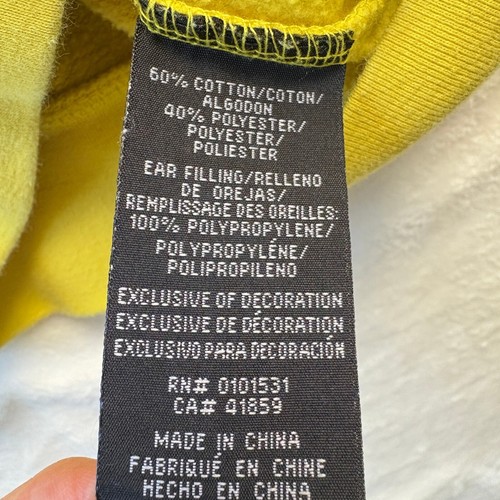 60% COTTON/COTON/
ALGODON
40% POLYESTER/
POLYESTER/
POLIESTER
EAR FILLING/RELLENO
DE OREJAS/
REMPLISSAGE DES OREILLES:
100% POLYPROPYLENE/
POLYPROPYLÉNE/
POLIPROPILENO
EXCLUSIVE OF DECORATION
EXCLUSIVE DE DÉCORATION
EXCLUSIVO PARA DECORACIÓN
RN# 0101531
CA# 41859
MADE IN CHINA
FABRIQUÉ EN CHINE
HECHO EN CHINA